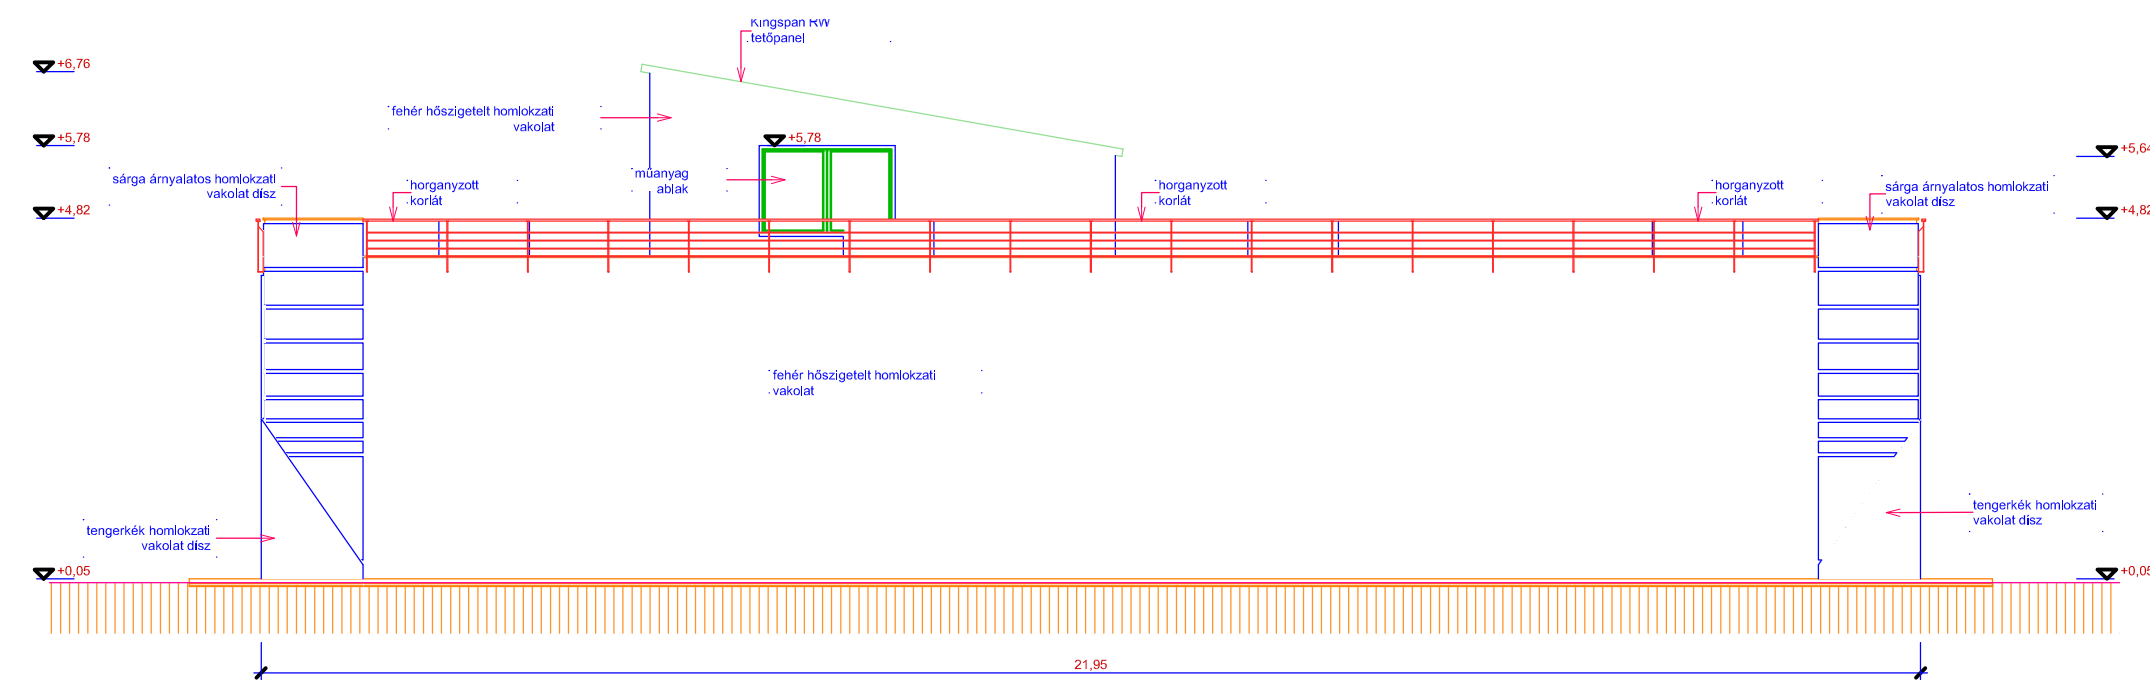 Kingspan RW
tetőpanel
+6,76
fehér hőszigetelt homlokzati
vakolat
+5,78
+5,78
+5,64
sárga árnyalatos homlokzati
vakolat dísz
műanyag
ablak
horganyzott
korlát
horganyzott
korlát
horganyzott
korlát
sárga árnyalatos homlokzati
vakolat dísz
+4,82
+4,82
fehér hőszigetelt homlokzati
vakolat
tengerkék homlokzati
vakolat dísz
tengerkék homlokzati
vakolat dísz
+0,05
+0,05
21,95